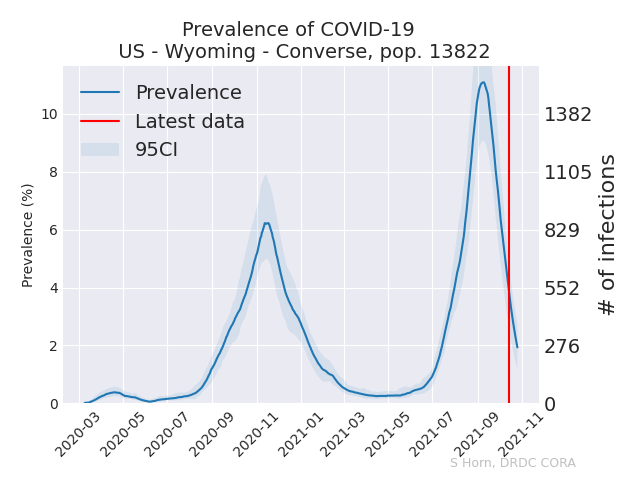 Prevalence of COVID-19
US - Wyoming - Converse, pop. 13822
Prevalence
Latest data
95CI
Prevalence (%)
10
8
6
4
2
0
1382
1105
829
552
276
0
# of infections
2020-03
2020-05
2020-07
2020-09
2020-11
2021-01
2021-03
2021-05
2021-07
2021-09
2021-11
S Horn, DRDC CORA